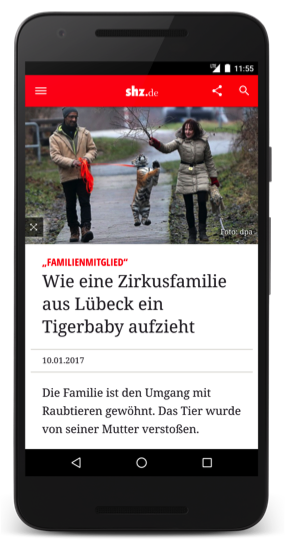 LTE 11:55
shz.de
Foto: dpa
„FAMILIENMITGLIED“
Wie eine Zirkusfamilie
aus Lübeck ein
Tigerbaby aufzieht
10.01.2017
Die Familie ist den Umgang mit
Raubtieren gewöhnt. Das Tier wurde
von seiner Mutter verstoßen.